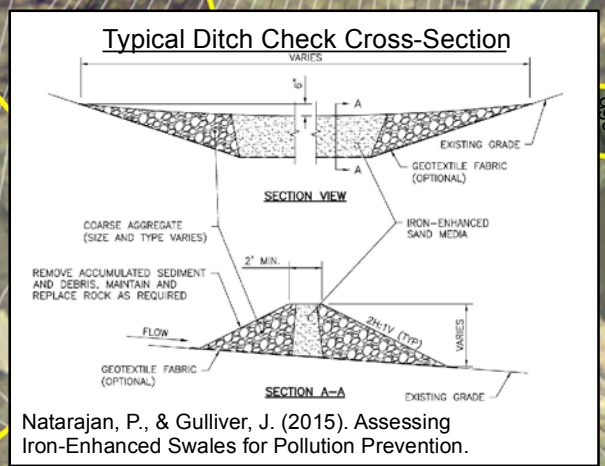 Typical Ditch Check Cross-Section
VARIES
6"
A
EXISTING GRADE
GEOTEXTILE FABRIC
(OPTIONAL)
A
SECTION VIEW
COARSE AGGREGATE
(SIZE AND TYPE VARIES)
IRON-ENHANCED
SAND MEDIA
2' MIN.
REMOVE ACCUMULATED SEDIMENT
AND DEBRIS, MAINTAIN AND
REPLACE ROCK AS REQUIRED
2H:1V (TYP)
VARIES
FLOW
GEOTEXTILE FABRIC
(OPTIONAL)
SECTION A-A
EXISTING GRADE
Natarajan, P., & Gulliver, J. (2015). Assessing
Iron-Enhanced Swales for Pollution Prevention.